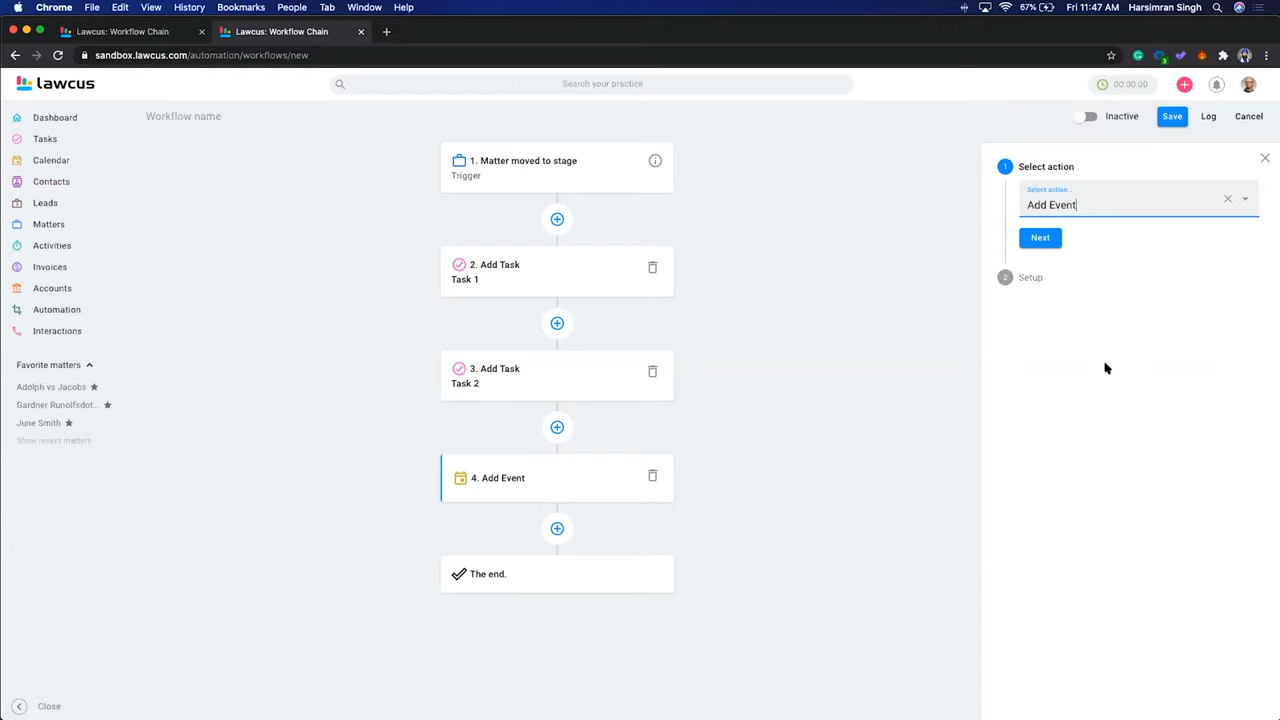 Chrome File Edit View History Bookmarks People Tab Window Help 67% Fri 11:47 AM Harsimran Singh
Lawcus: Workflow Chain
Lawcus: Workflow Chain
sandbox.lawcus.com/automation/workflows/new
3
lawcus
Search your practice
00:00.00
Workflow name
Inactive
Save
Log
Cancel
Dashboard
Tasks
Calendar
Contacts
Leads
Matters
Activities
Invoices
Accounts
Automation
Interactions
Favorite matters
Adolph vs Jacobs
Gardner Runolfsdot..
June Smith
Show recent matters
Close
1. Matter moved to stage
Trigger
2. Add Task
Task 1
3. Add Task
Task 2
4. Add Event
The end.
1 Select action
Select action...
Add Event
Next
2 Setup